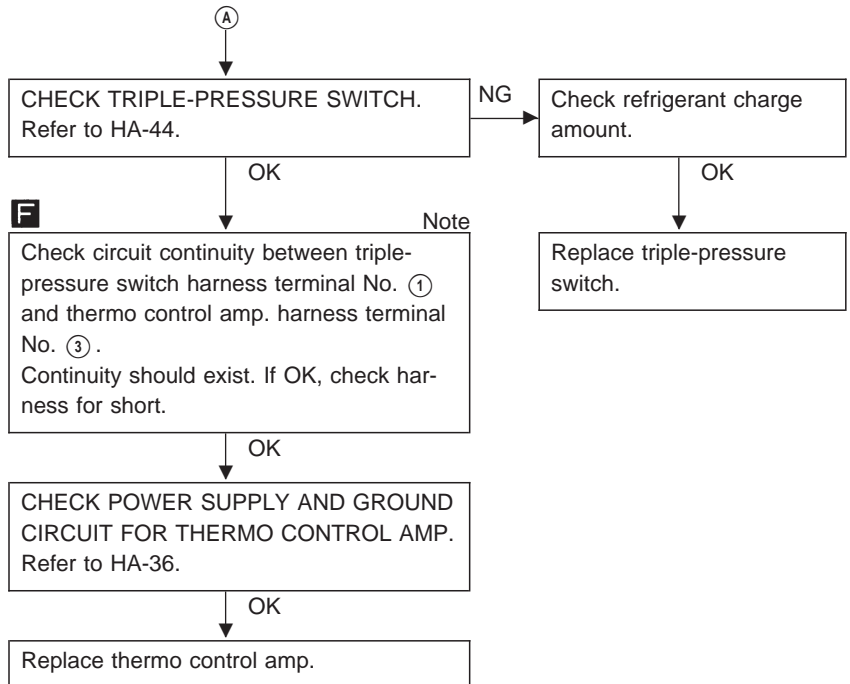 Ⓐ
CHECK TRIPLE-PRESSURE SWITCH.
Refer to HA-44.
NG
Check refrigerant charge
amount.
OK
OK
F
Note
Check circuit continuity between triple-
pressure switch harness terminal No. ①
and thermo control amp. harness terminal
No. ③ .
Continuity should exist. If OK, check har-
ness for short.
Replace triple-pressure
switch.
OK
CHECK POWER SUPPLY AND GROUND
CIRCUIT FOR THERMO CONTROL AMP.
Refer to HA-36.
OK
Replace thermo control amp.